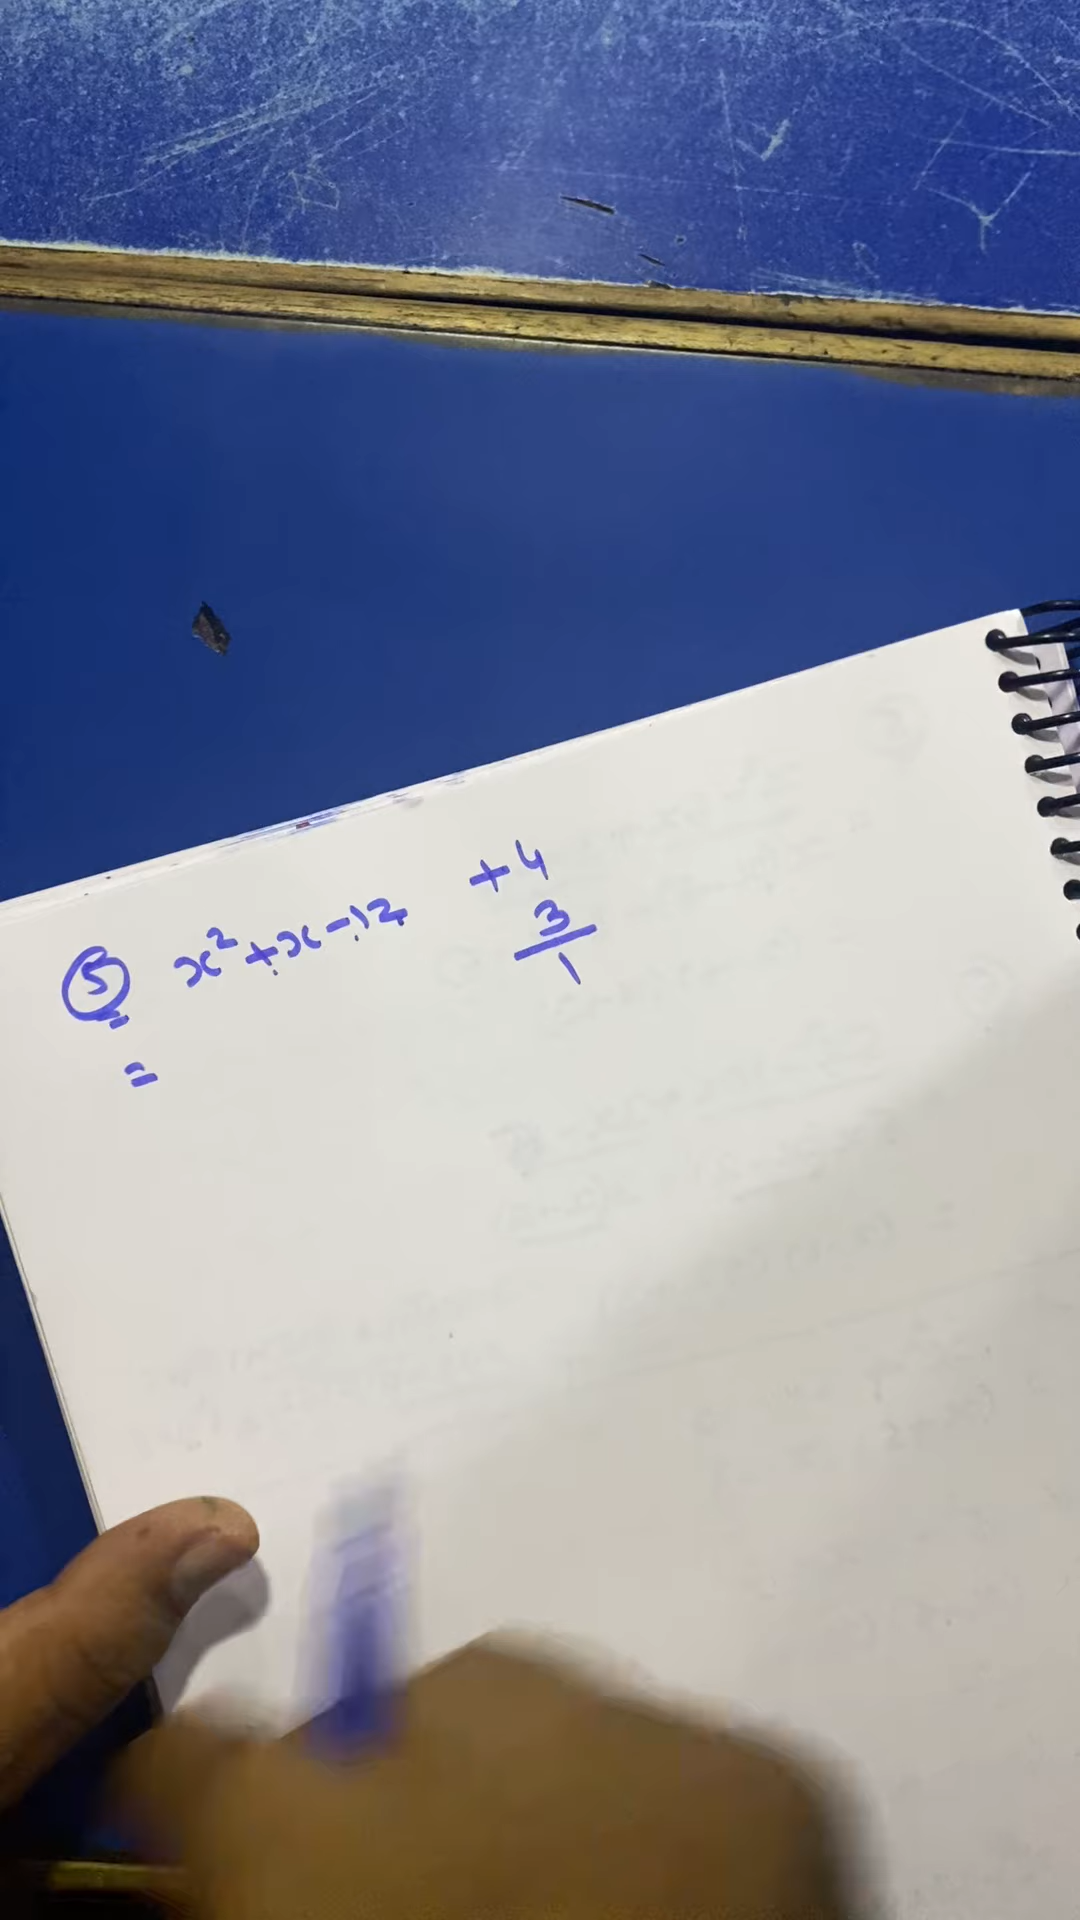 ⑤ x² + x - 12
=
+4
3
1